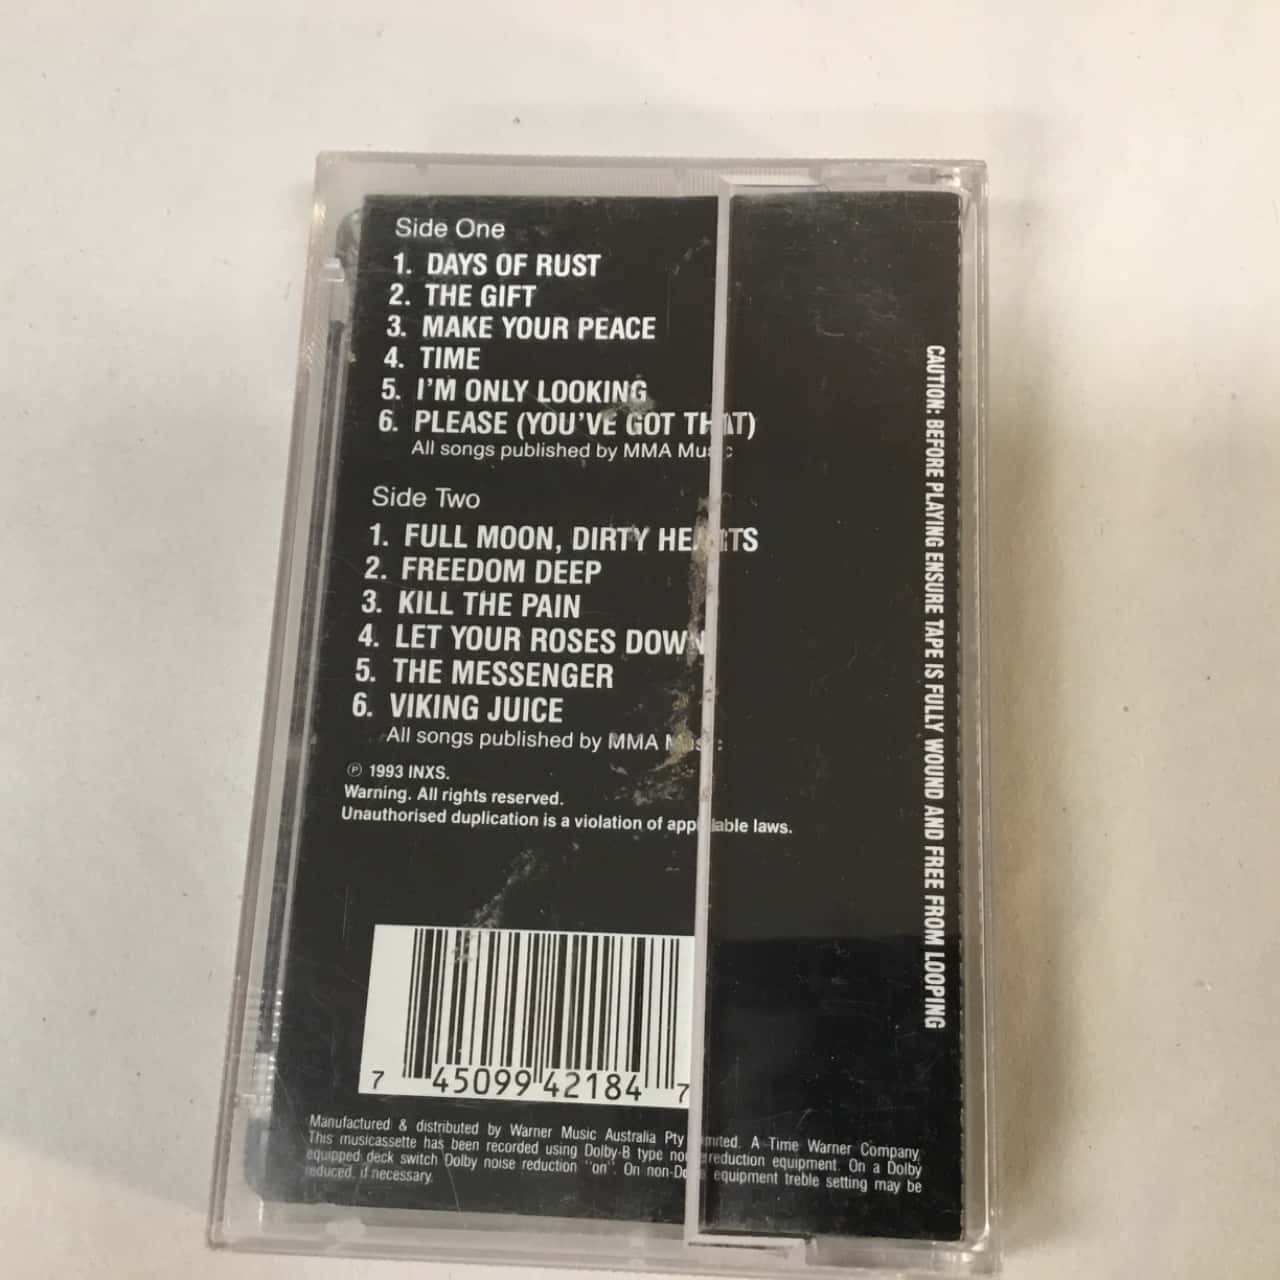 Side One
1. DAYS OF RUST
2. THE GIFT
3. MAKE YOUR PEACE
4. TIME
5. I'M ONLY LOOKING
6. PLEASE (YOU'VE GOT THAT)
All songs published by MMA Music
Side Two
1. FULL MOON, DIRTY HEARTS
2. FREEDOM DEEP
3. KILL THE PAIN
4. LET YOUR ROSES DOWN
5. THE MESSENGER
6. VIKING JUICE
All songs published by MMA Music
℗ 1993 INXS.
Warning. All rights reserved.
Unauthorised duplication is a violation of applicable laws.
7 45099 42184 7
Manufactured & distributed by Warner Music Australia Pty Limited. A Time Warner Company.
This musicassette has been recorded using Dolby-B type noise reduction equipment. On a Dolby
equipped deck switch Dolby noise reduction "on". On non-Dolby equipment treble setting may be
reduced, if necessary.
CAUTION: BEFORE PLAYING ENSURE TAPE IS FULLY WOUND AND FREE FROM LOOPING